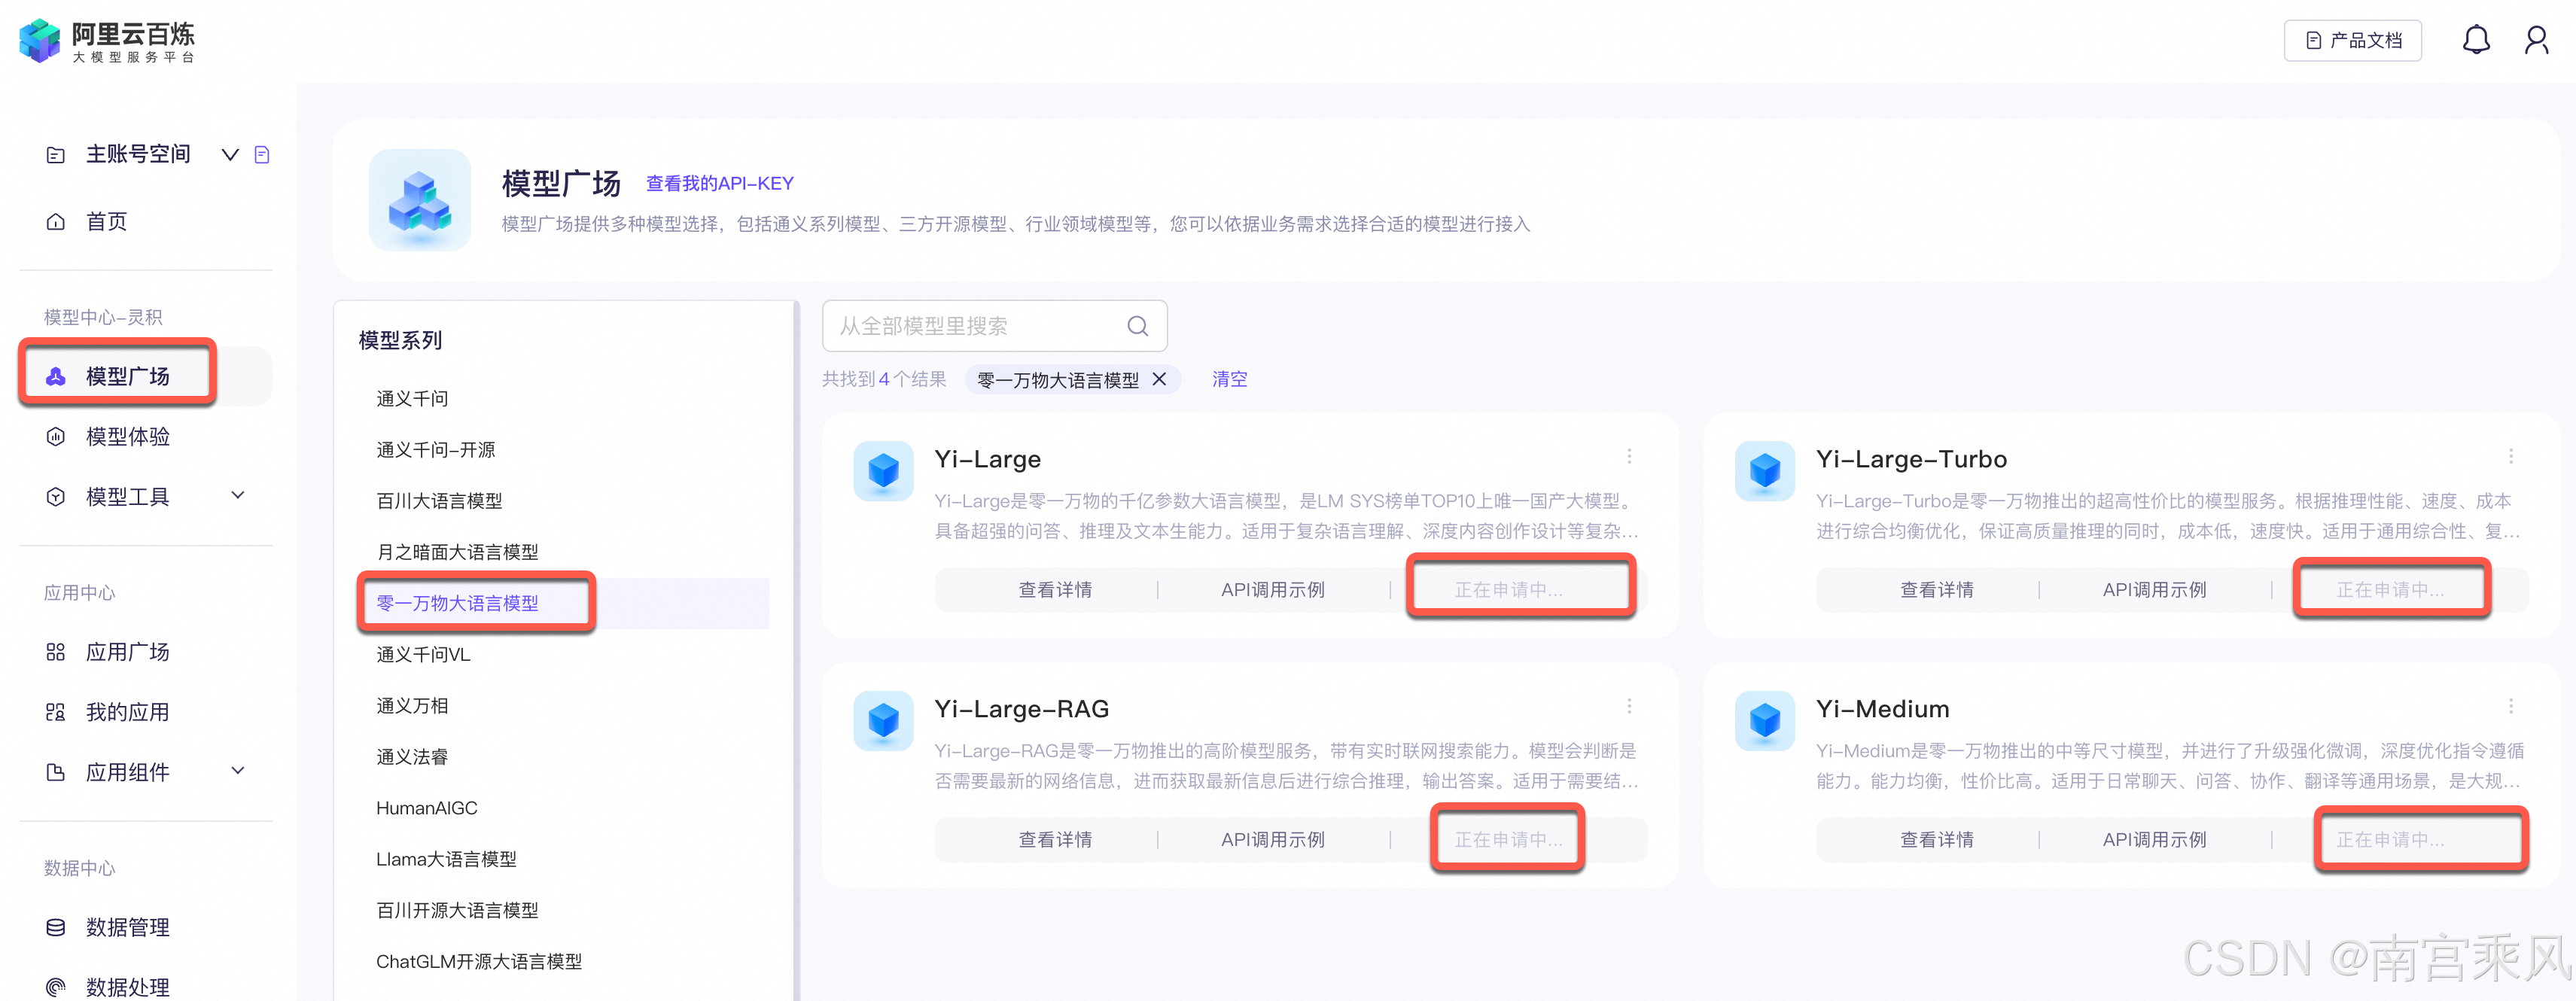 阿里云百炼
大模型服务平台
产品文档
主账号空间
首页
模型中心-灵积
模型广场
模型体验
模型工具
应用中心
应用广场
我的应用
应用组件
数据中心
数据管理
数据处理
模型广场 查看我的API-KEY
模型广场提供多种模型选择，包括通义系列模型、三方开源模型、行业领域模型等，您可以依据业务需求选择合适的模型进行接入
模型系列
通义千问
通义千问-开源
百川大语言模型
月之暗面大语言模型
零一万物大语言模型
通义千问VL
通义万相
通义法睿
HumanAIGC
Llama大语言模型
百川开源大语言模型
ChatGLM开源大语言模型
从全部模型里搜索
共找到4个结果 零一万物大语言模型 清空
Yi-Large
Yi-Large是零一万物的千亿参数大语言模型，是LM SYS榜单TOP10上唯一国产大模型。
具备超强的问答、推理及文本生能力。适用于复杂语言理解、深度内容创作设计等复杂...
查看详情 API调用示例 正在申请中...
Yi-Large-Turbo
Yi-Large-Turbo是零一万物推出的超高性价比的模型服务。根据推理性能、速度、成本
进行综合均衡优化，保证高质量推理的同时，成本低，速度快。适用于通用综合性、复...
查看详情 API调用示例 正在申请中...
Yi-Large-RAG
Yi-Large-RAG是零一万物推出的高阶模型服务，带有实时联网搜索能力。模型会判断是
否需要最新的网络信息，进而获取最新信息后进行综合推理，输出答案。适用于需要结...
查看详情 API调用示例 正在申请中...
Yi-Medium
Yi-Medium是零一万物推出的中等尺寸模型，并进行了升级强化微调，深度优化指令遵循
能力。能力均衡，性价比高。适用于日常聊天、问答、协作、翻译等通用场景，是大规...
查看详情 API调用示例 正在申请中...
CSDN @南宫乘风